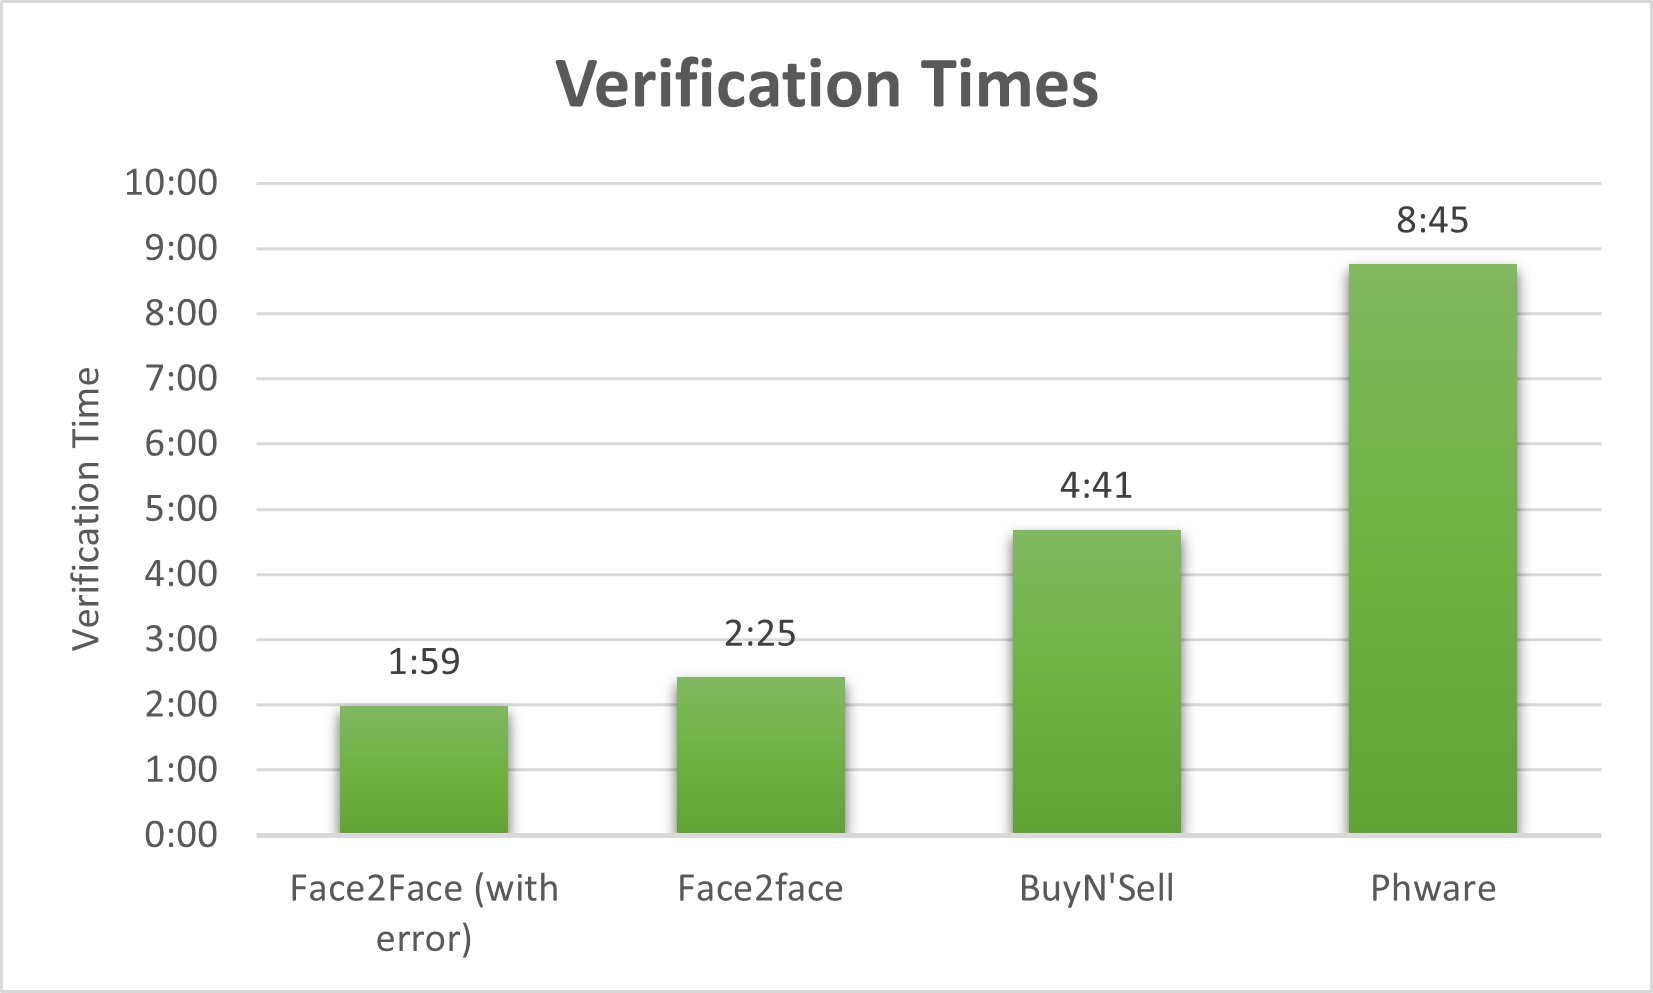 Verification Times
10:00
9:00
8:00
7:00
6:00
5:00
4:00
3:00
2:00
1:00
0:00
Verification Time
1:59
2:25
4:41
8:45
Face2Face (with
error)
Face2face
BuyN'Sell
Phware